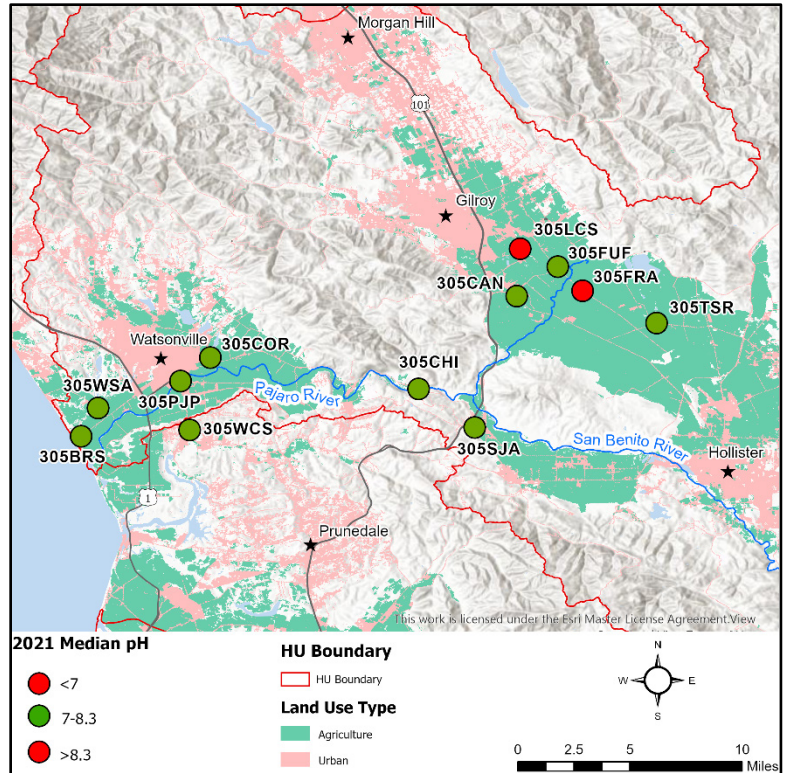 Morgan Hill
101
Gilroy
305LCS
305FUF
305CAN
305FRA
305TSR
Watsonville
305COR
305CHI
305WSA
305PJP
Pajaro River
305WCS
305SJA
San Benito River
305BRS
Hollister
1
Prunedale
This work is licensed under the Esri Master License Agreement.View
2021 Median pH
<7
7-8.3
>8.3
HU Boundary
HU Boundary
Land Use Type
Agriculture
Urban
N
W E
S
0 2.5 5 10
Miles